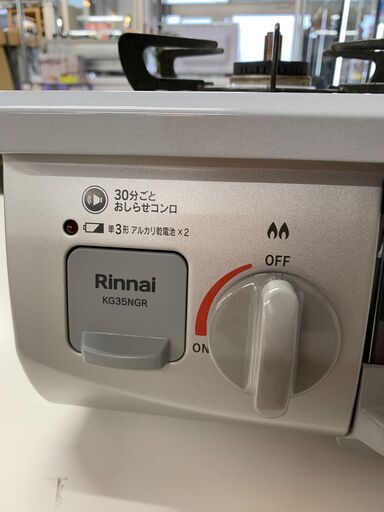 30分ごと
おしらせコンロ
単3形 アルカリ乾電池×2
Rinnai
KG35NGR
OFF
ON